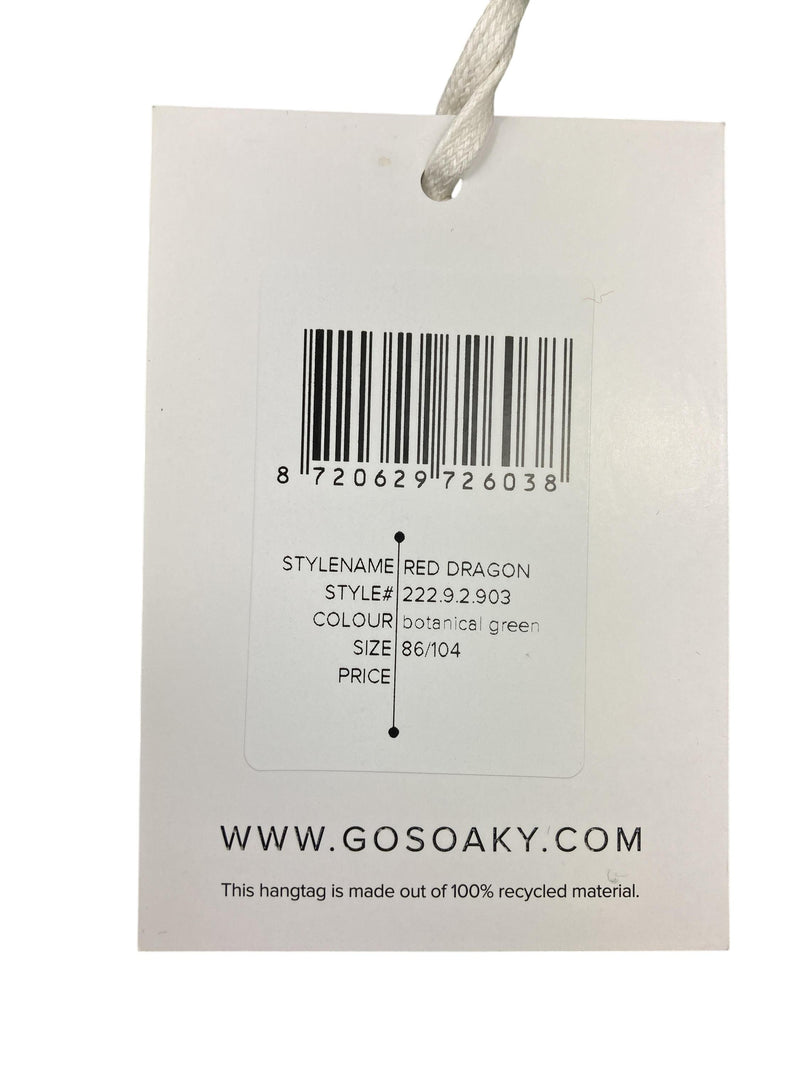 8 720629 726038
STYLENAME RED DRAGON
STYLE# 222.9.2.903
COLOUR botanical green
SIZE 86/104
PRICE
WWW.GOSOAKY.COM
This hangtag is made out of 100% recycled material.